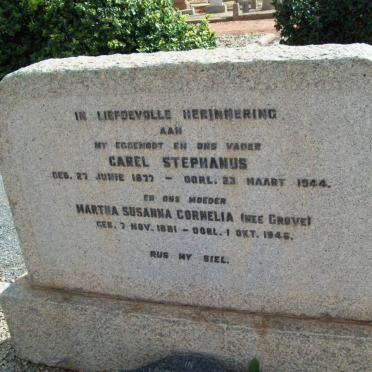 IN LIEFDEVOLLE HERINNERING
AAN
MY EGGENOOT EN ONS VADER
CAREL STEPHANUS
GEB. 27 JUNIE 1877 – OORL. 23 MAART 1944.
EN ONS MOEDER
MARTHA SUSANNA CORNELIA (NEE GROVE)
GEB. 7 NOV. 1881 – OORL. 1 OKT. 1946.
RUS MY SIEL.